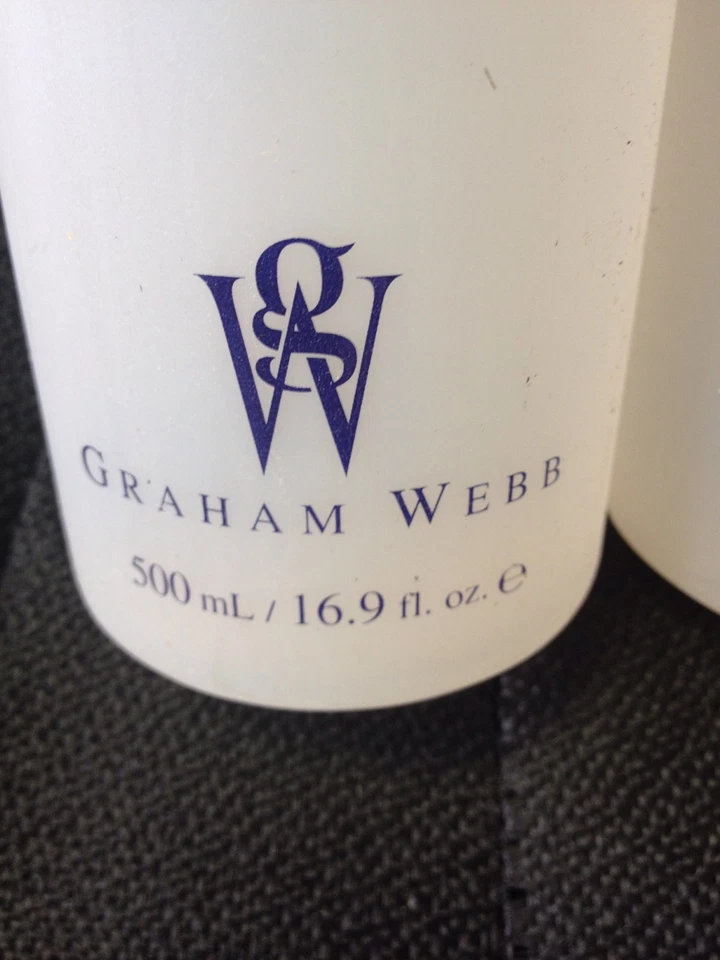 gW
GRAHAM WEBB
500 mL / 16.9 fl. oz. ℮